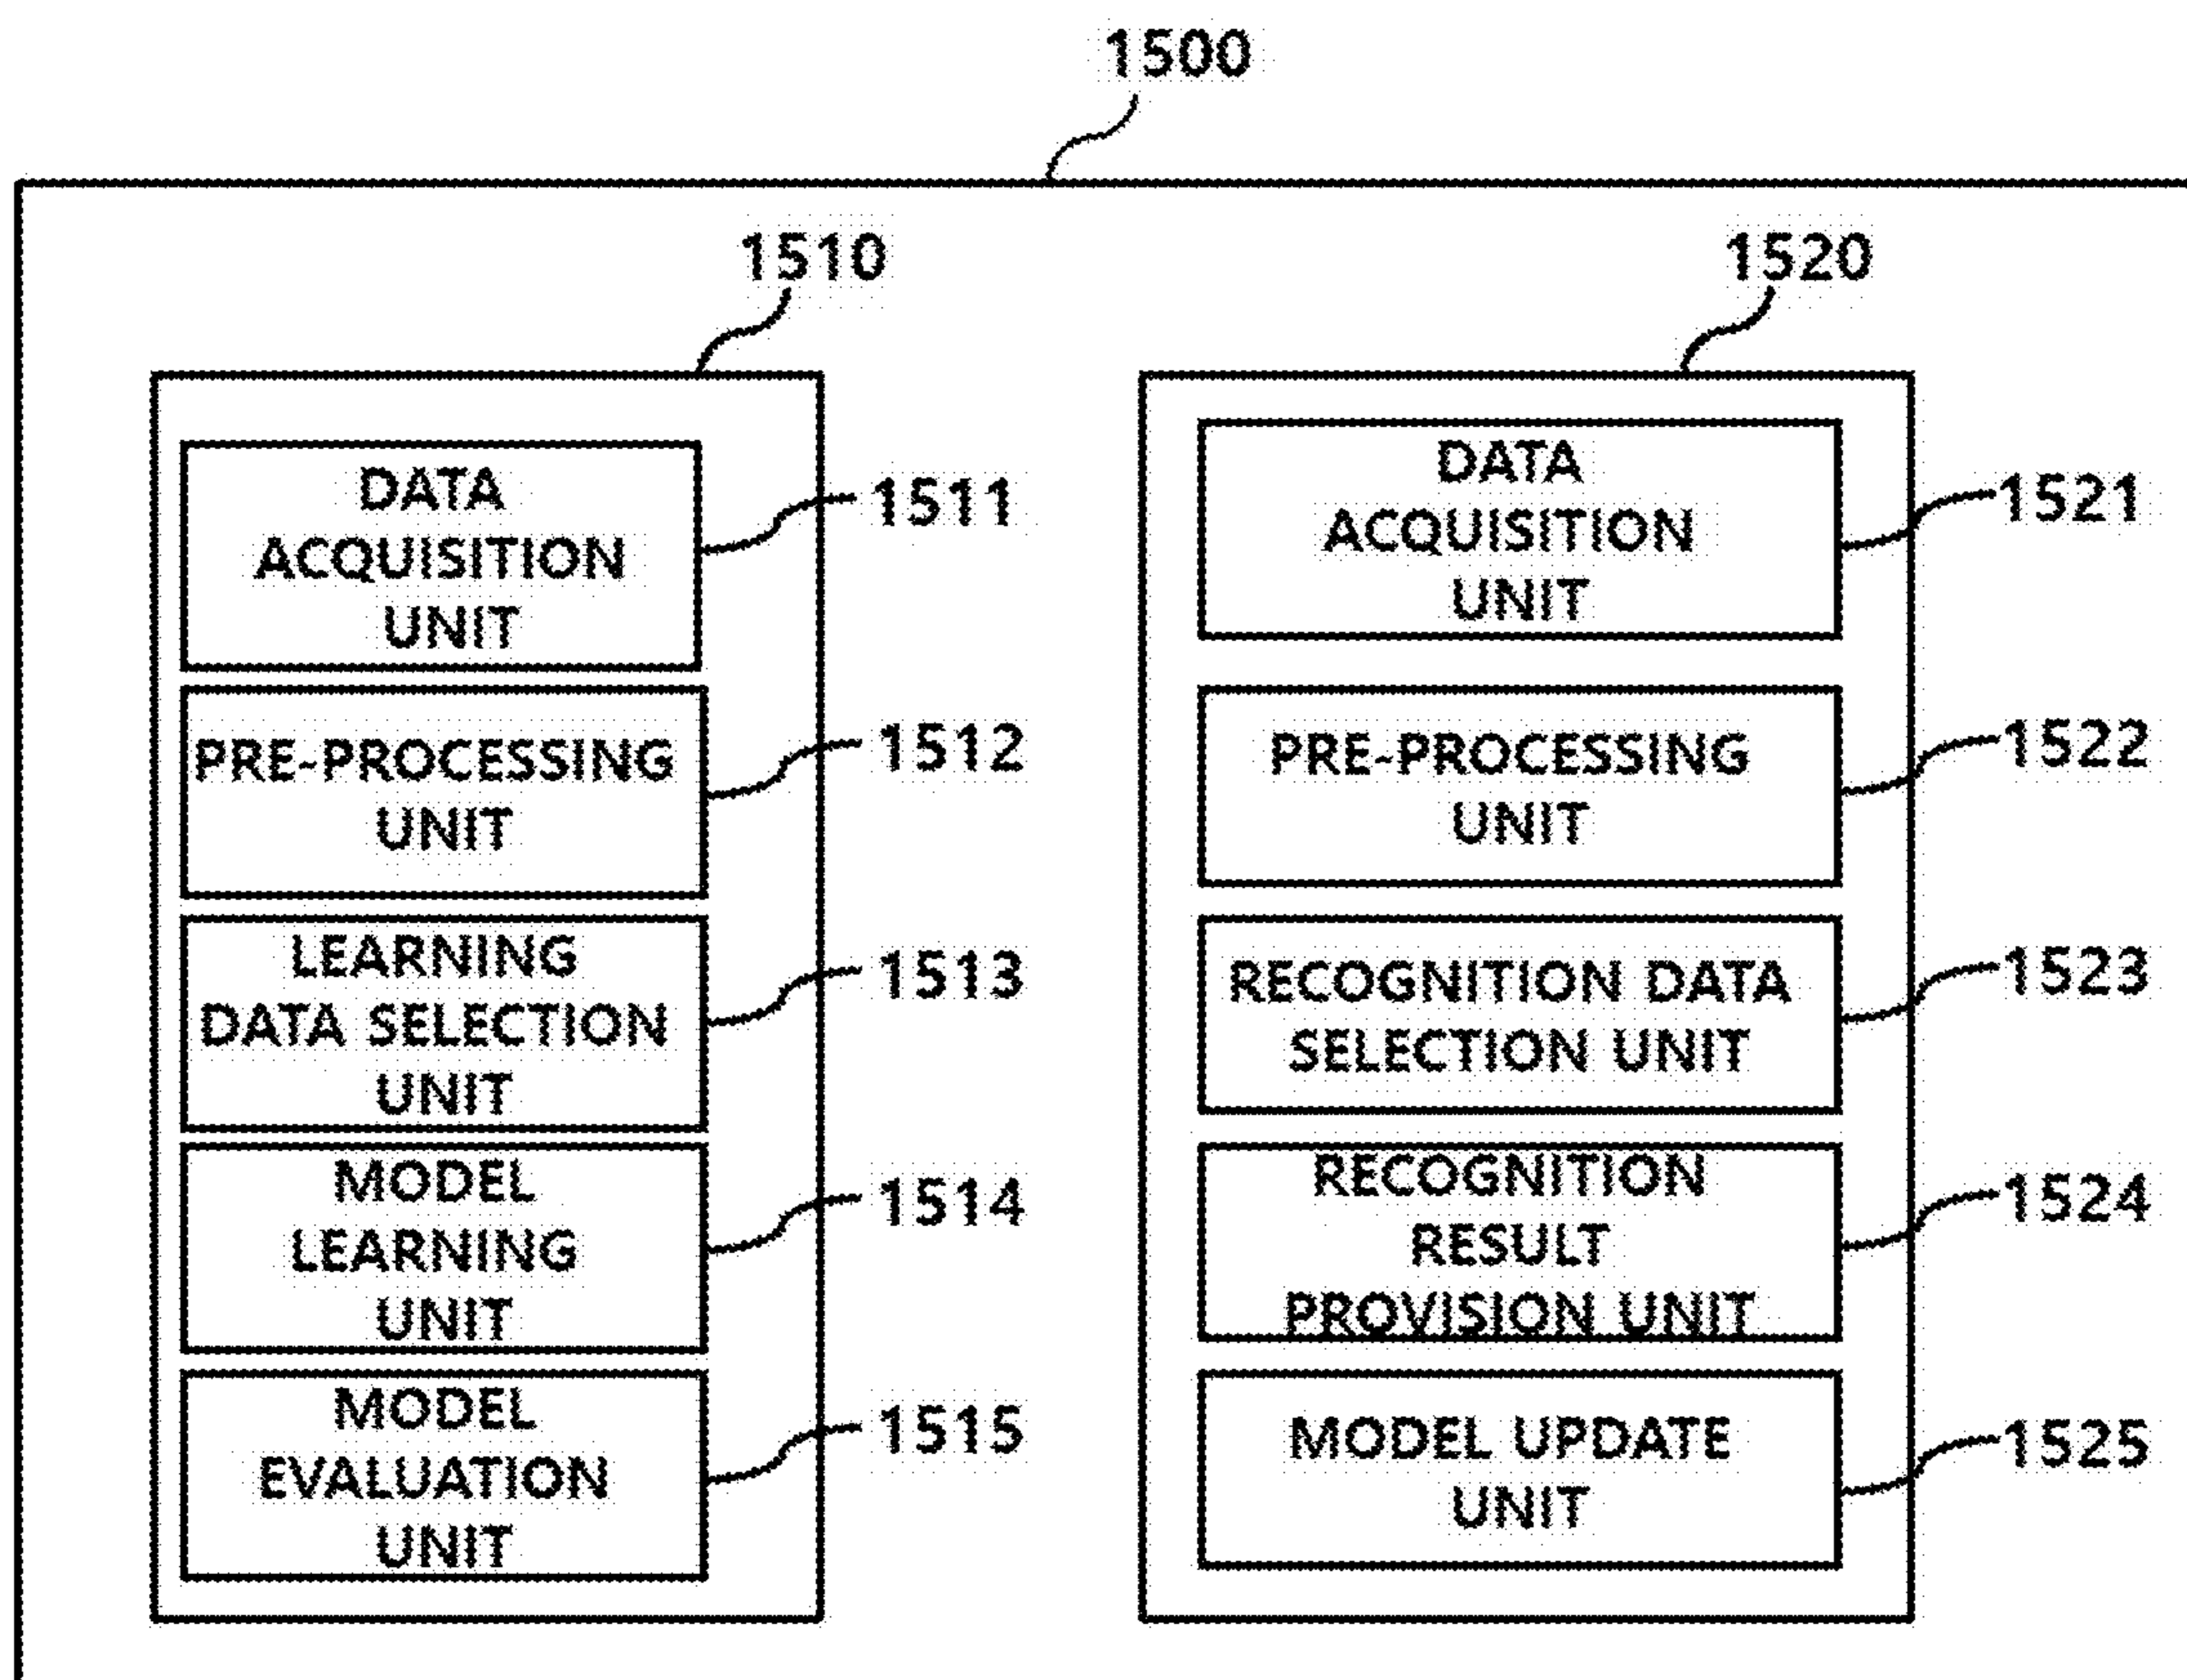 1500
1510
1520
DATA
ACQUISITION
UNIT
1511
PRE-PROCESSING
UNIT
1512
LEARNING
DATA SELECTION
UNIT
1513
MODEL
LEARNING
UNIT
1514
MODEL
EVALUATION
UNIT
1515
DATA
ACQUISITION
UNIT
1521
PRE-PROCESSING
UNIT
1522
RECOGNITION DATA
SELECTION UNIT
1523
RECOGNITION
RESULT
PROVISION UNIT
1524
MODEL UPDATE
UNIT
1525